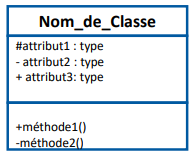 Nom_de_Classe
#attribut1 : type
- attribut2 : type
+ attribut3: type
+méthode1()
-méthode2()